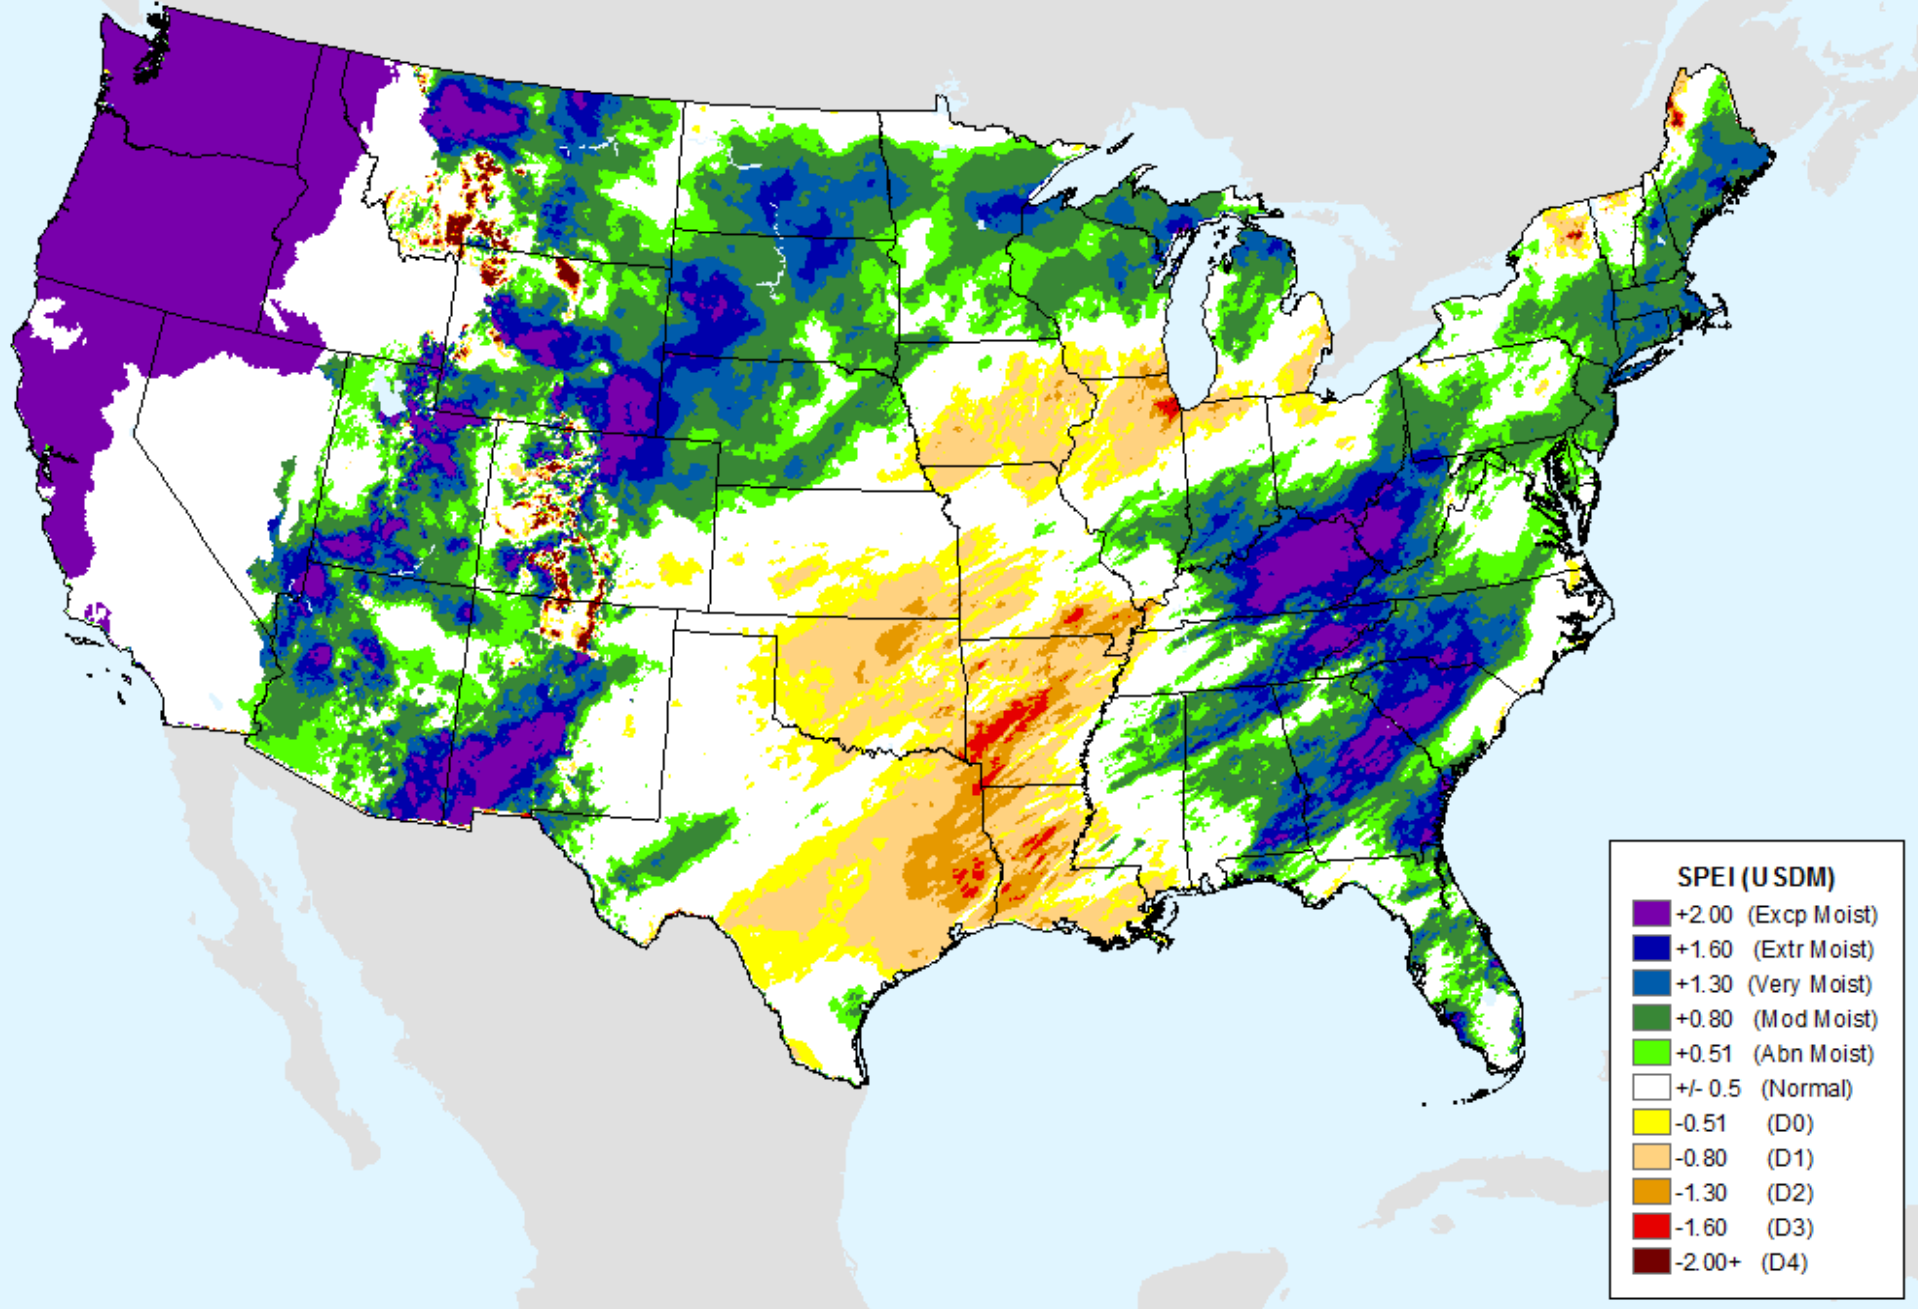 SPEI (USDM)
+2.00 (Excp Moist)
+1.60 (Extr Moist)
+1.30 (Very Moist)
+0.80 (Mod Moist)
+0.51 (Abn Moist)
+/- 0.5 (Normal)
-0.51 (D0)
-0.80 (D1)
-1.30 (D2)
-1.60 (D3)
-2.00+ (D4)